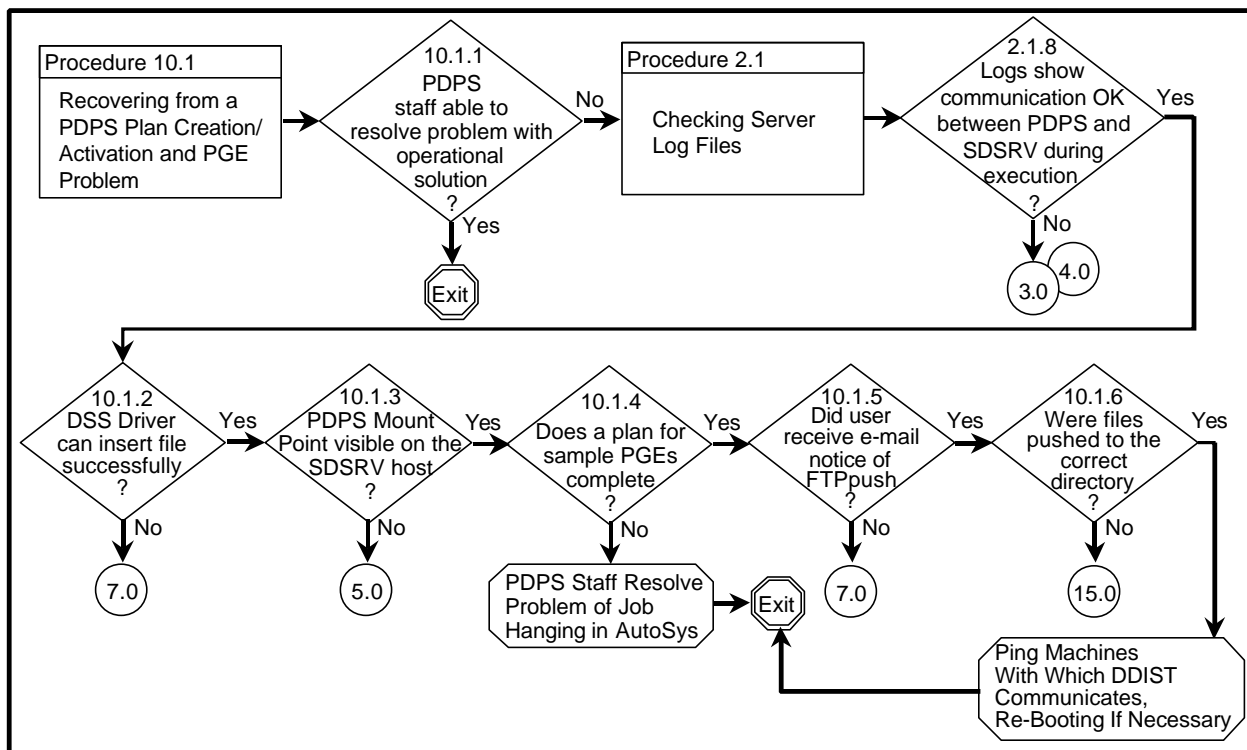 Procedure 10.1
Recovering from a
PDPS Plan Creation/
Activation and PGE
Problem
10.1.1
PDPS
staff able to
resolve problem with
operational
solution
?
No
Yes
Exit
Procedure 2.1
Checking Server
Log Files
2.1.8
Logs show
communication OK
between PDPS and
SDSRV during
execution
?
Yes
No
3.0
4.0
10.1.2
DSS Driver
can insert file
successfully
?
Yes
No
7.0
10.1.3
PDPS Mount
Point visible on the
SDSRV host
?
Yes
No
5.0
10.1.4
Does a plan for
sample PGEs
complete
?
Yes
No
PDPS Staff Resolve
Problem of Job
Hanging in AutoSys
Exit
10.1.5
Did user
receive e-mail
notice of
FTPpush
?
Yes
No
7.0
10.1.6
Were files
pushed to the
correct
directory
?
Yes
No
15.0
Ping Machines
With Which DDIST
Communicates,
Re-Booting If Necessary